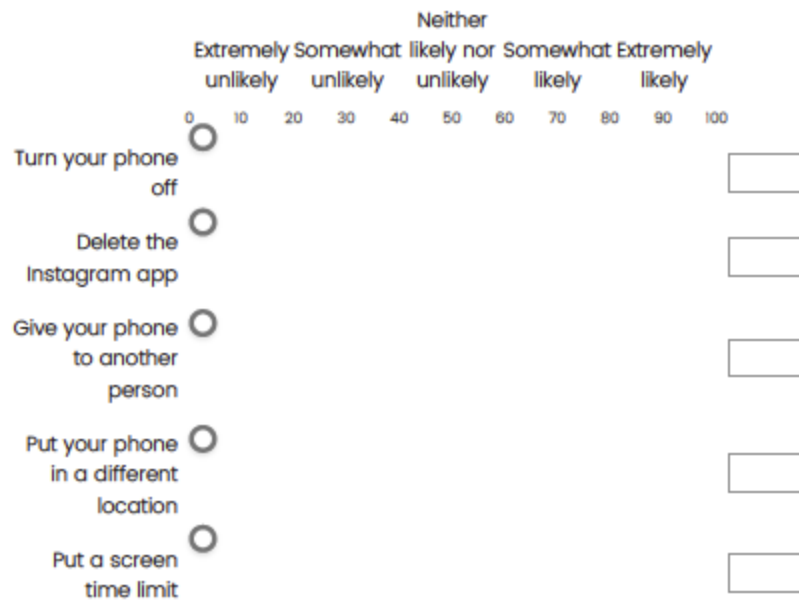 Neither
Extremely Somewhat likely nor Somewhat Extremely
unlikely unlikely unlikely likely likely
0 10 20 30 40 50 60 70 80 90 100
Turn your phone
off
Delete the
Instagram app
Give your phone
to another
person
Put your phone
in a different
location
Put a screen
time limit